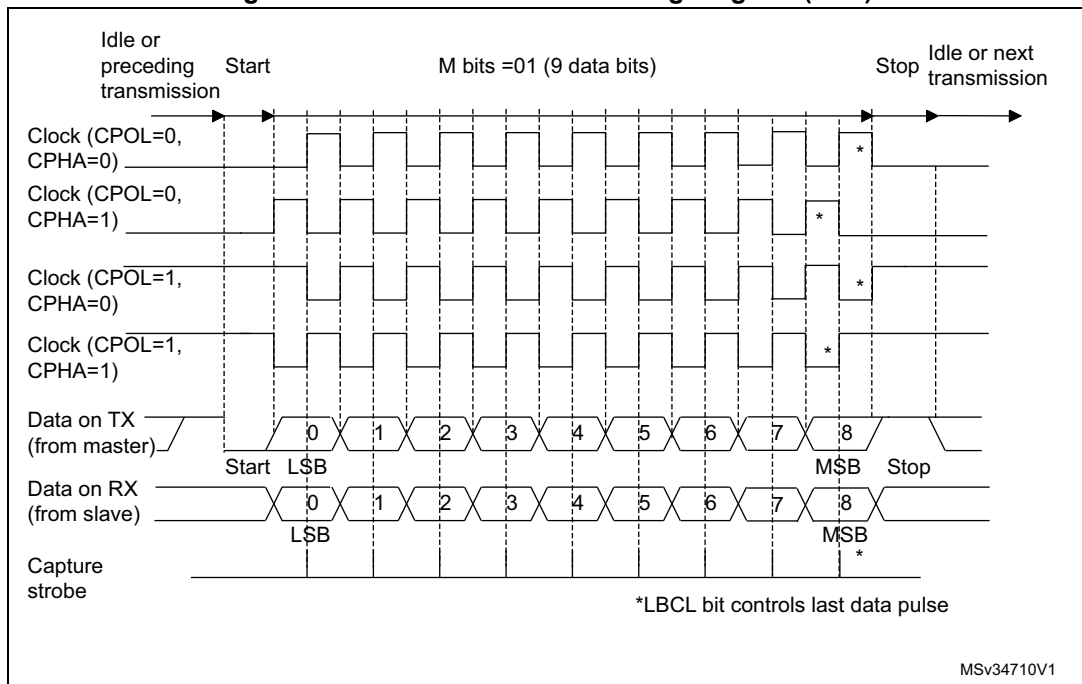 Idle or
preceding
transmission
Start
M bits =01 (9 data bits)
Stop
Idle or next
transmission
Clock (CPOL=0,
CPHA=0)
*
Clock (CPOL=0,
CPHA=1)
*
Clock (CPOL=1,
CPHA=0)
*
Clock (CPOL=1,
CPHA=1)
*
Data on TX
(from master)
0 1 2 3 4 5 6 7 8
Start LSB MSB Stop
Data on RX
(from slave)
0 1 2 3 4 5 6 7 8
LSB MSB
Capture
strobe
*
*LBCL bit controls last data pulse
MSv34710V1